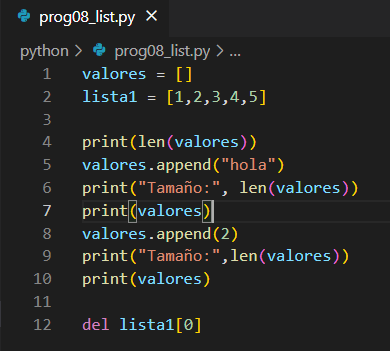 prog08_list.py ×
python > prog08_list.py > ...
1 valores = []
2 lista1 = [1,2,3,4,5]
3
4 print(len(valores))
5 valores.append("hola")
6 print("Tamaño:", len(valores))
7 print(valores)
8 valores.append(2)
9 print("Tamaño:",len(valores))
10 print(valores)
11
12 del lista1[0]